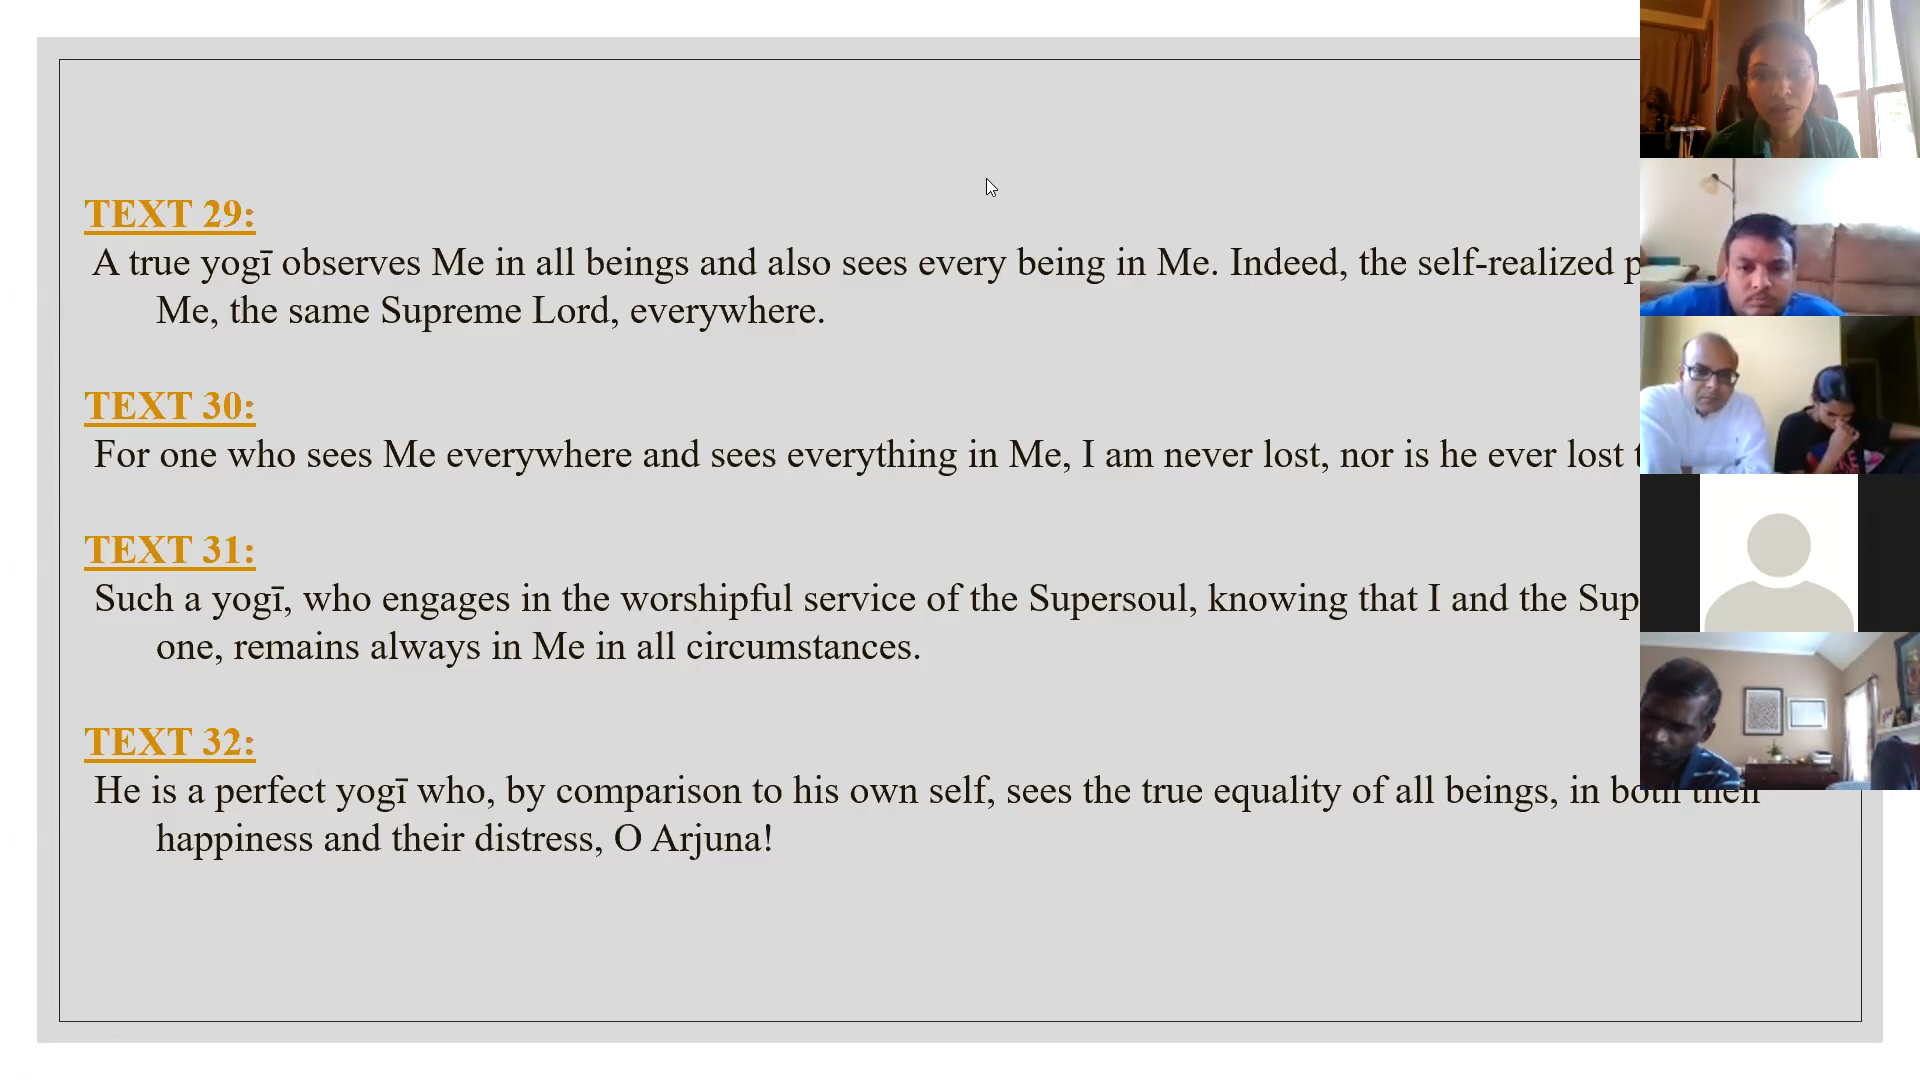 TEXT 29:
A true yogī observes Me in all beings and also sees every being in Me. Indeed, the self-realized
Me, the same Supreme Lord, everywhere.
TEXT 30:
For one who sees Me everywhere and sees everything in Me, I am never lost, nor is he ever lost
TEXT 31:
Such a yogī, who engages in the worshipful service of the Supersoul, knowing that I and the
one, remains always in Me in all circumstances.
TEXT 32:
He is a perfect yogī who, by comparison to his own self, sees the true equality of all beings, in both their
happiness and their distress, O Arjuna!